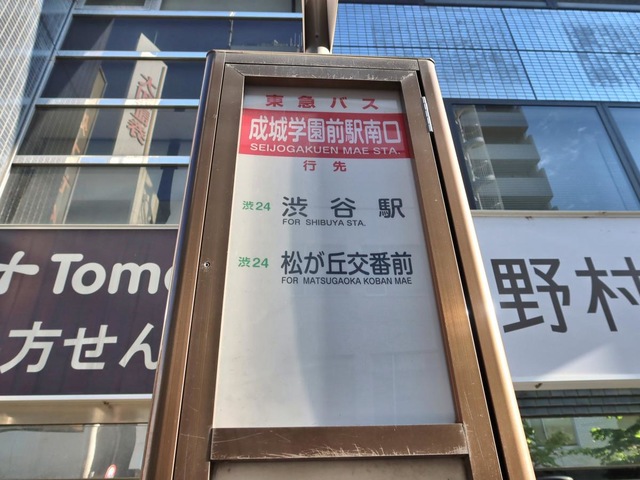 東急バス
成城学園前駅南口
SEIJOGAKUEN MAE STA.
行先
渋24 渋谷駅
FOR SHIBUYA STA.
渋24 松が丘交番前
FOR MATSUGAOKA KOBAN MAE
Tomo
方せん
野村